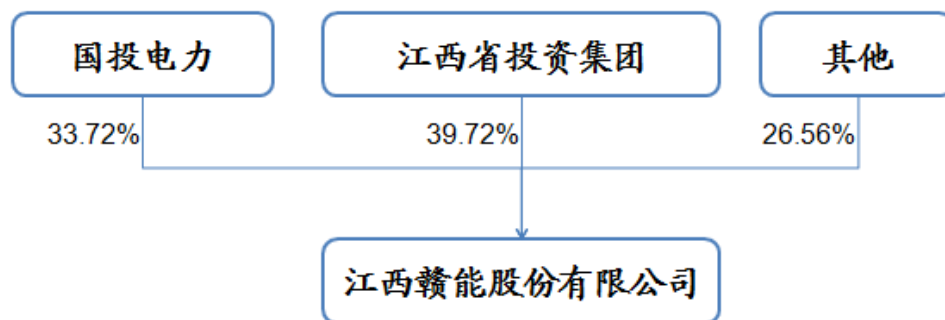 国投电力
江西省投资集团
其他
33.72%
39.72%
26.56%
江西赣能股份有限公司